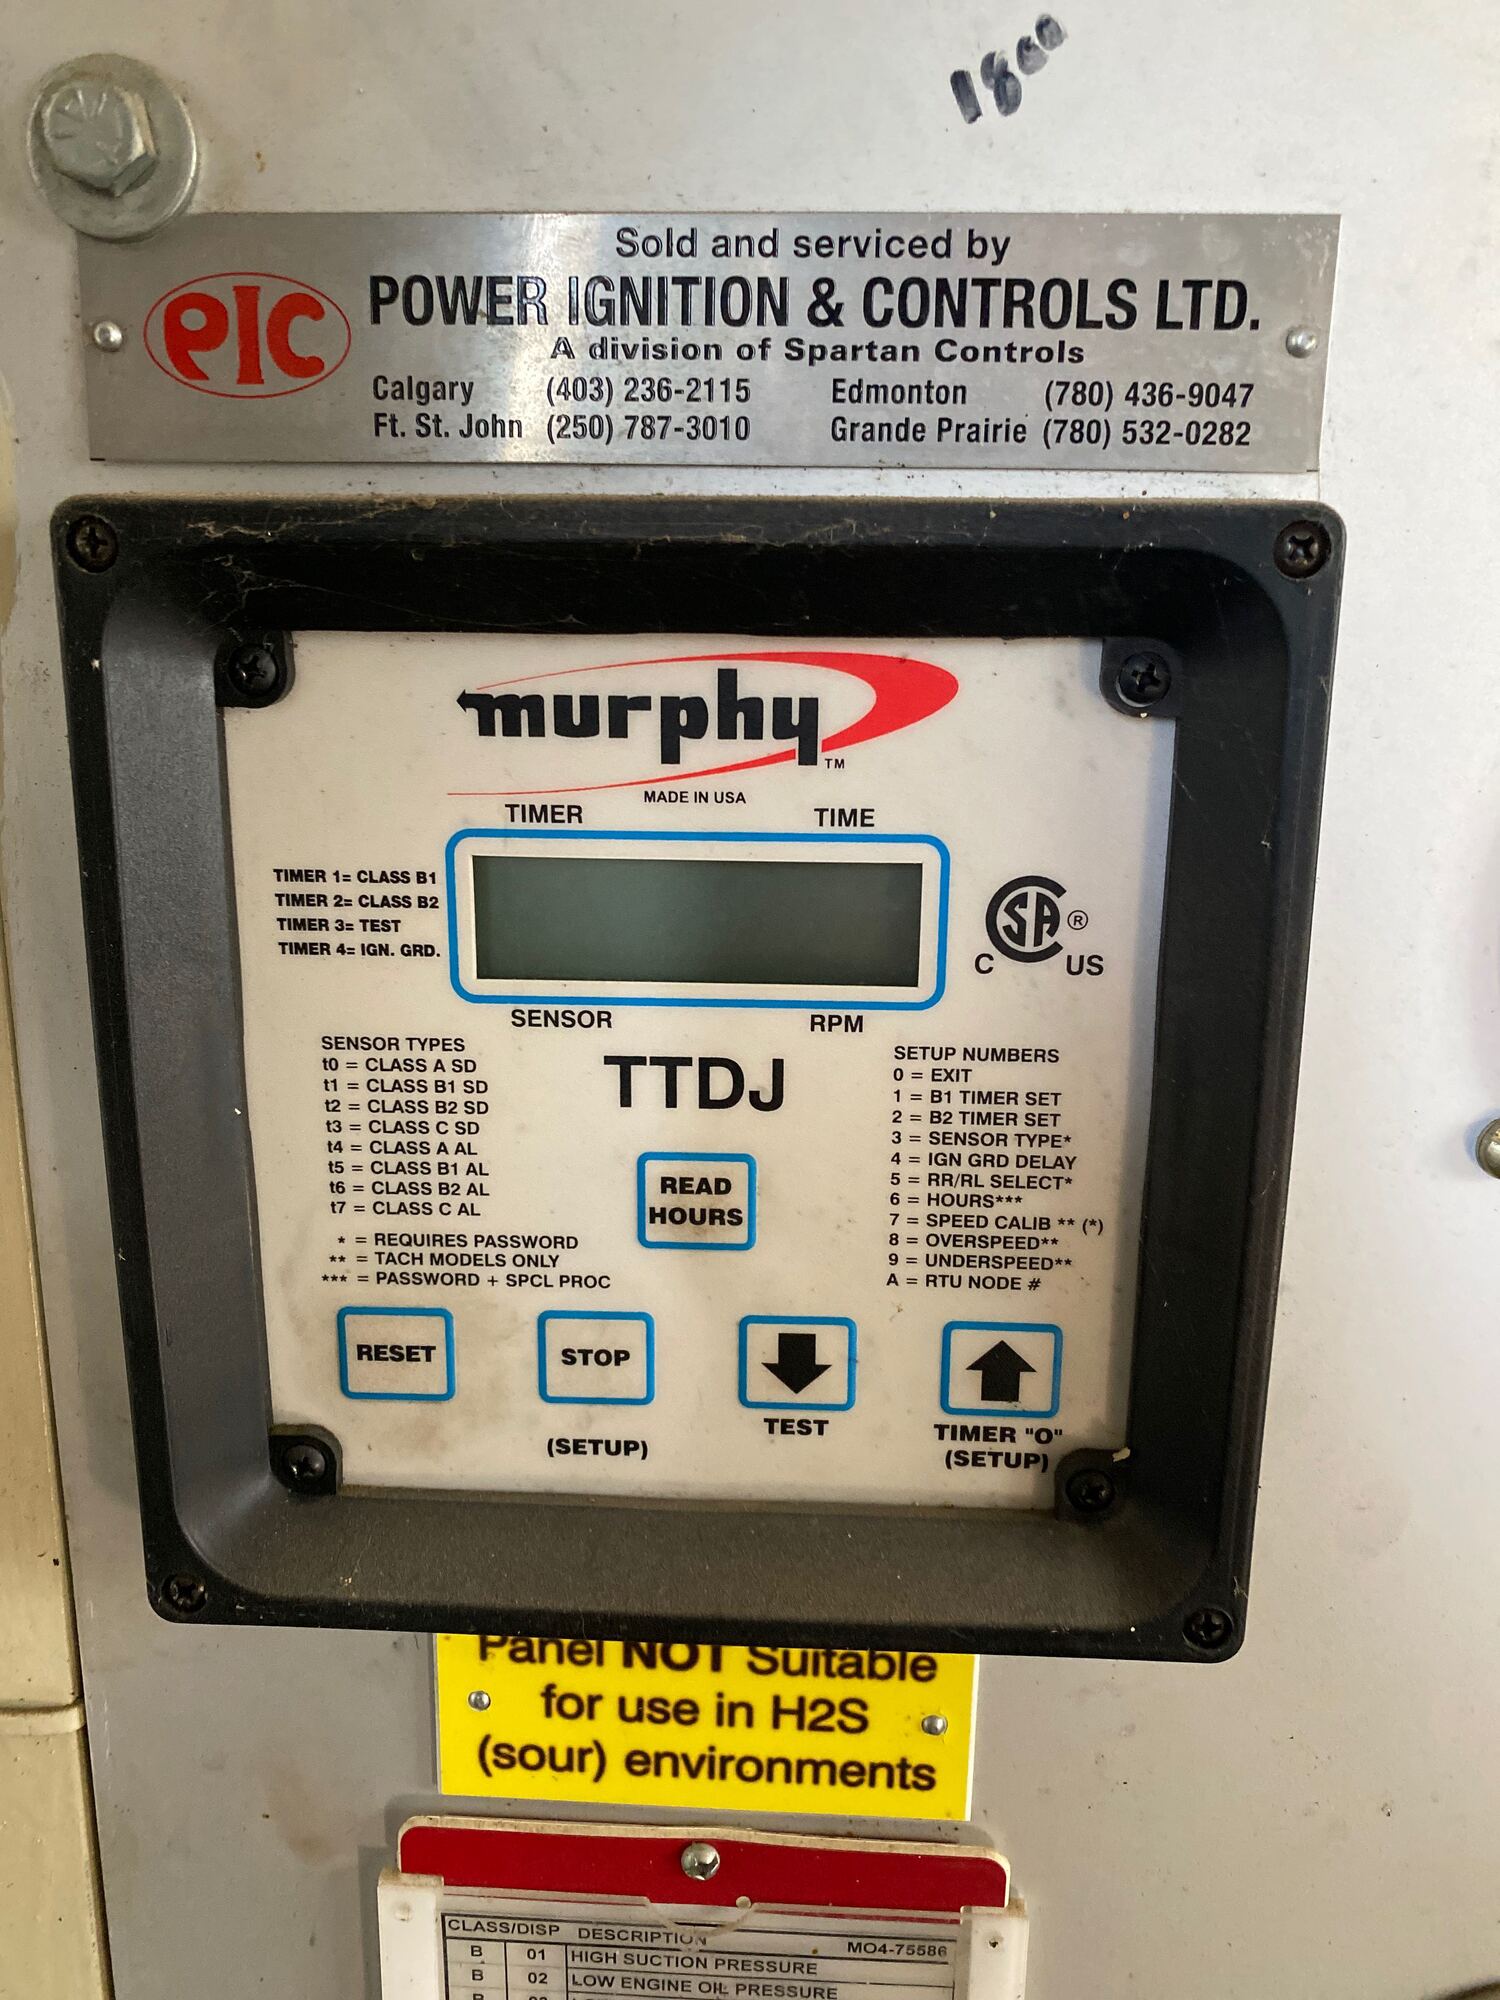 1800
Sold and serviced by
PIC
POWER IGNITION & CONTROLS LTD.
A division of Spartan Controls
Calgary (403) 236-2115 Edmonton (780) 436-9047
Ft. St. John (250) 787-3010 Grande Prairie (780) 532-0282
murphy TM
MADE IN USA
TIMER TIME
TIMER 1= CLASS B1
TIMER 2= CLASS B2
TIMER 3= TEST
TIMER 4= IGN. GRD.
CSA ®
C US
SENSOR RPM
TTDJ
SENSOR TYPES
t0 = CLASS A SD
t1 = CLASS B1 SD
t2 = CLASS B2 SD
t3 = CLASS C SD
t4 = CLASS A AL
t5 = CLASS B1 AL
t6 = CLASS B2 AL
t7 = CLASS C AL
* = REQUIRES PASSWORD
** = TACH MODELS ONLY
*** = PASSWORD + SPCL PROC
READ
HOURS
SETUP NUMBERS
0 = EXIT
1 = B1 TIMER SET
2 = B2 TIMER SET
3 = SENSOR TYPE*
4 = IGN GRD DELAY
5 = RR/RL SELECT*
6 = HOURS***
7 = SPEED CALIB ** (*)
8 = OVERSPEED**
9 = UNDERSPEED**
A = RTU NODE #
RESET
STOP
(SETUP)
TEST
TIMER "O"
(SETUP)
Panel NOT Suitable
for use in H2S
(sour) environments
CLASS/DISP DESCRIPTION MO4-75586
B 01 HIGH SUCTION PRESSURE
B 02 LOW ENGINE OIL PRESSURE